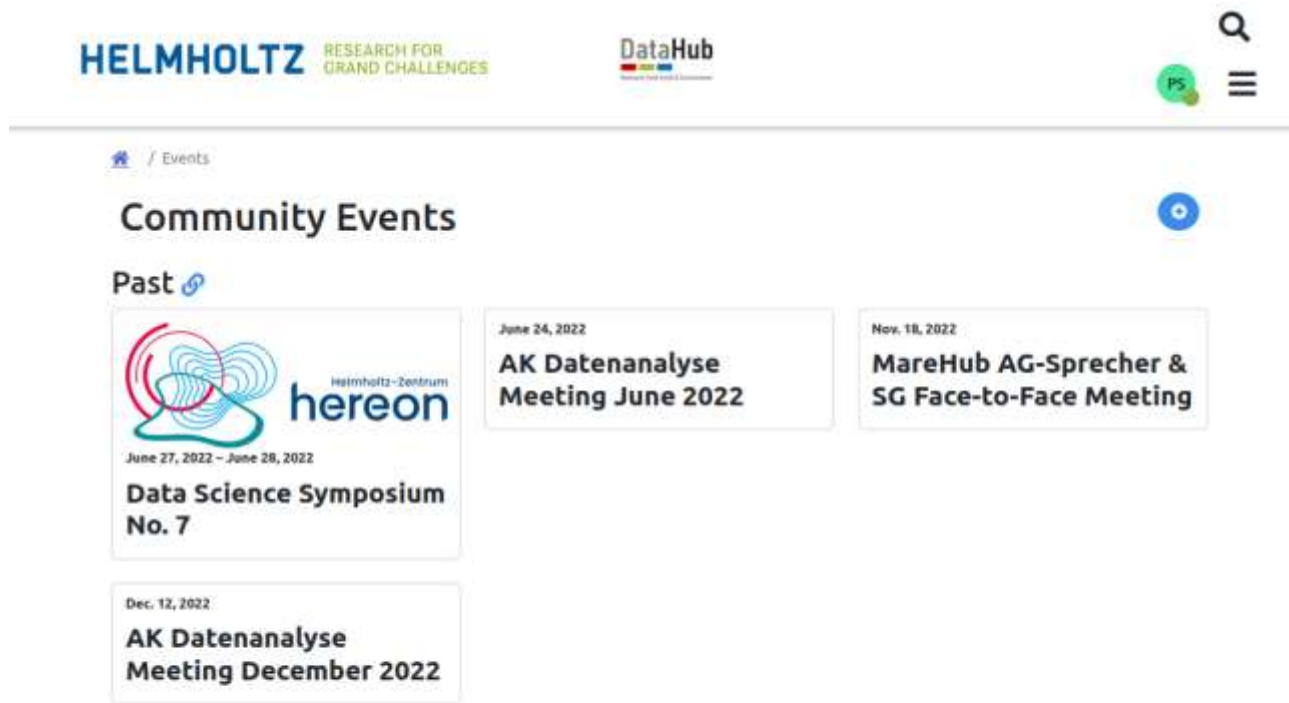 HELMHOLTZ RESEARCH FOR
GRAND CHALLENGES
DataHub
PS
/ Events
Community Events
Past
Helmholtz-Zentrum
hereon
June 27, 2022 – June 28, 2022
Data Science Symposium
No. 7
June 24, 2022
AK Datenanalyse
Meeting June 2022
Nov. 18, 2022
MareHub AG-Sprecher &
SG Face-to-Face Meeting
Dec. 12, 2022
AK Datenanalyse
Meeting December 2022